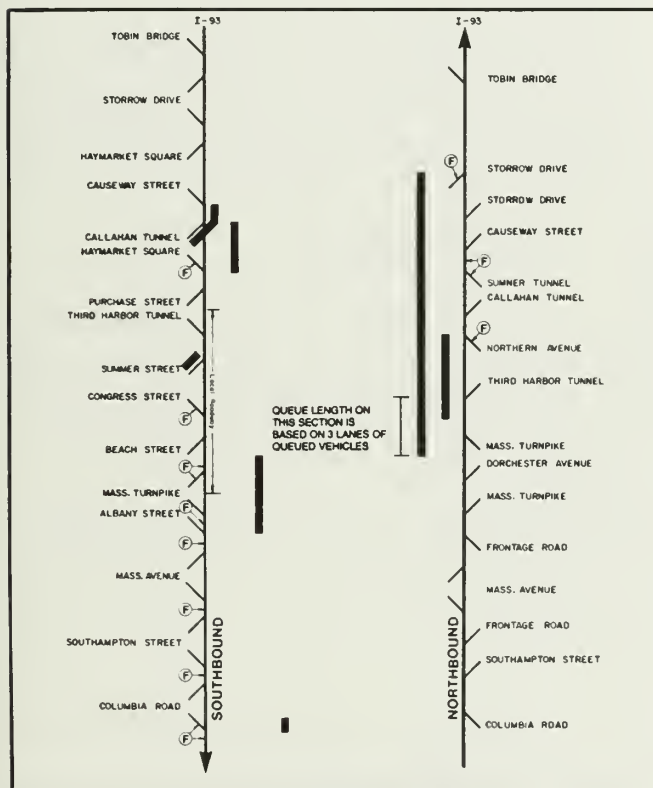 I-93
TOBIN BRIDGE
STORROW DRIVE
HAYMARKET SQUARE
CAUSEWAY STREET
CALLAHAN TUNNEL
HAYMARKET SQUARE
F
PURCHASE STREET
THIRD HARBOR TUNNEL
SUMMER STREET
CONGRESS STREET
F
BEACH STREET
F
MASS. TURNPIKE
F
ALBANY STREET
F
MASS. AVENUE
F
SOUTHAMPTON STREET
F
COLUMBIA ROAD
F
SOUTHBOUND
Local Roadway
QUEUE LENGTH ON
THIS SECTION IS
BASED ON 3 LANES OF
QUEUED VEHICLES
I-93
TOBIN BRIDGE
F
STORROW DRIVE
STORROW DRIVE
CAUSEWAY STREET
F
SUMNER TUNNEL
CALLAHAN TUNNEL
F
NORTHERN AVENUE
THIRD HARBOR TUNNEL
MASS. TURNPIKE
DORCHESTER AVENUE
MASS. TURNPIKE
FRONTAGE ROAD
MASS. AVENUE
FRONTAGE ROAD
SOUTHAMPTON STREET
COLUMBIA ROAD
NORTHBOUND